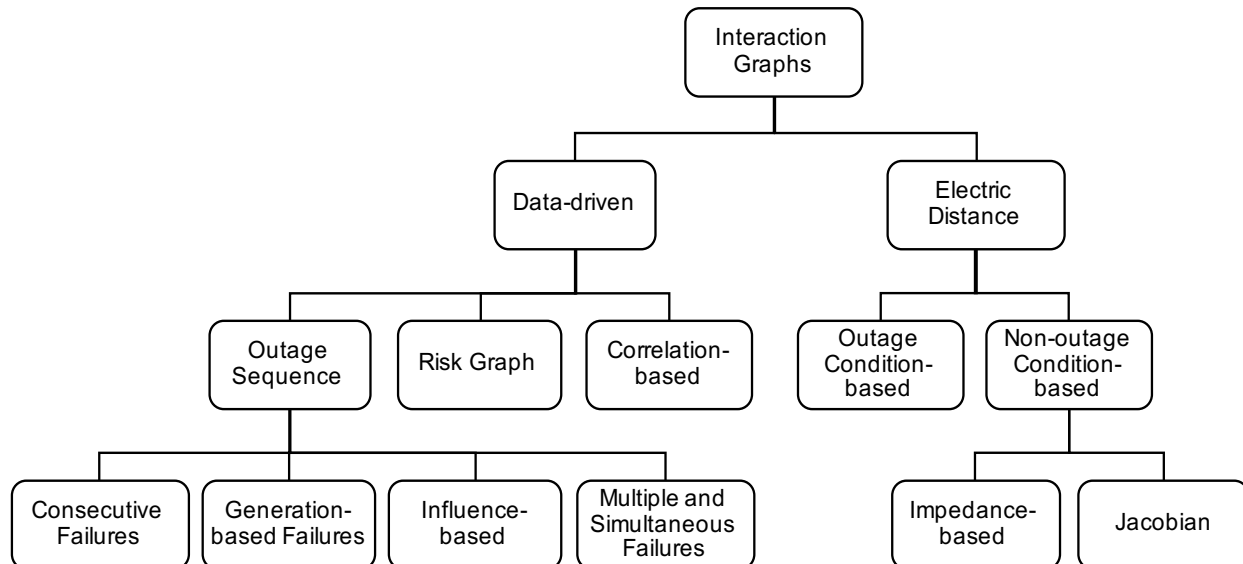 Interaction
Graphs
Data-driven
Electric
Distance
Outage
Sequence
Risk Graph
Correlation-
based
Outage
Condition-
based
Non-outage
Condition-
based
Consecutive
Failures
Generation-
based Failures
Influence-
based
Multiple and
Simultaneous
Failures
Impedance-
based
Jacobian